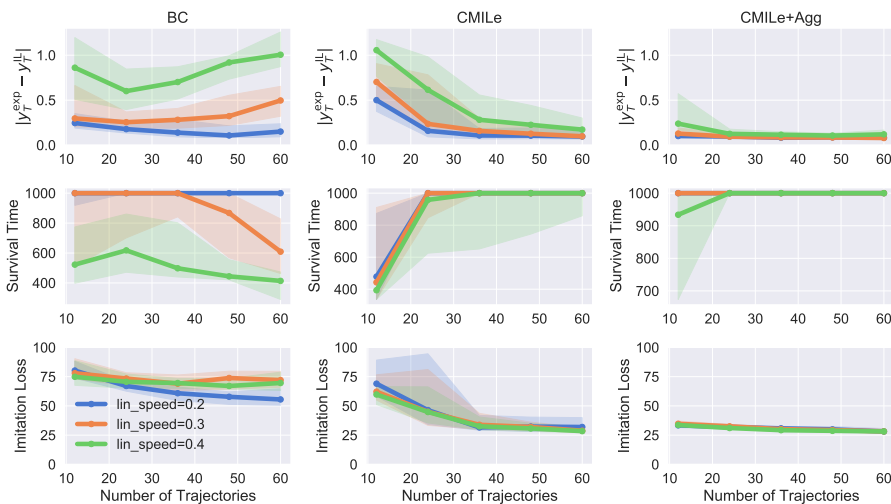 BC
CMILe
CMILe+Agg
|y_T^exp − y_T^IL|
1.0
0.5
0.0
10 20 30 40 50 60
|y_T^exp − y_T^IL|
1.0
0.5
0.0
10 20 30 40 50 60
|y_T^exp − y_T^IL|
1.0
0.5
0.0
10 20 30 40 50 60
Survival Time
1000
800
600
400
10 20 30 40 50 60
Survival Time
1000
800
600
400
10 20 30 40 50 60
Survival Time
1000
900
800
700
10 20 30 40 50 60
Imitation Loss
100
75
50
25
0
lin_speed=0.2
lin_speed=0.3
lin_speed=0.4
10 20 30 40 50 60
Number of Trajectories
Imitation Loss
100
75
50
25
0
10 20 30 40 50 60
Number of Trajectories
Imitation Loss
100
75
50
25
0
10 20 30 40 50 60
Number of Trajectories